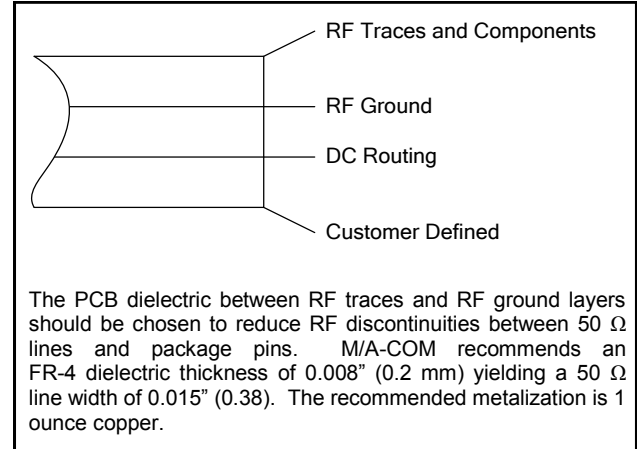 RF Traces and Components
RF Ground
DC Routing
Customer Defined
The PCB dielectric between RF traces and RF ground layers
should be chosen to reduce RF discontinuities between 50 Ω
lines and package pins. M/A-COM recommends an
FR-4 dielectric thickness of 0.008” (0.2 mm) yielding a 50 Ω
line width of 0.015” (0.38). The recommended metalization is 1
ounce copper.